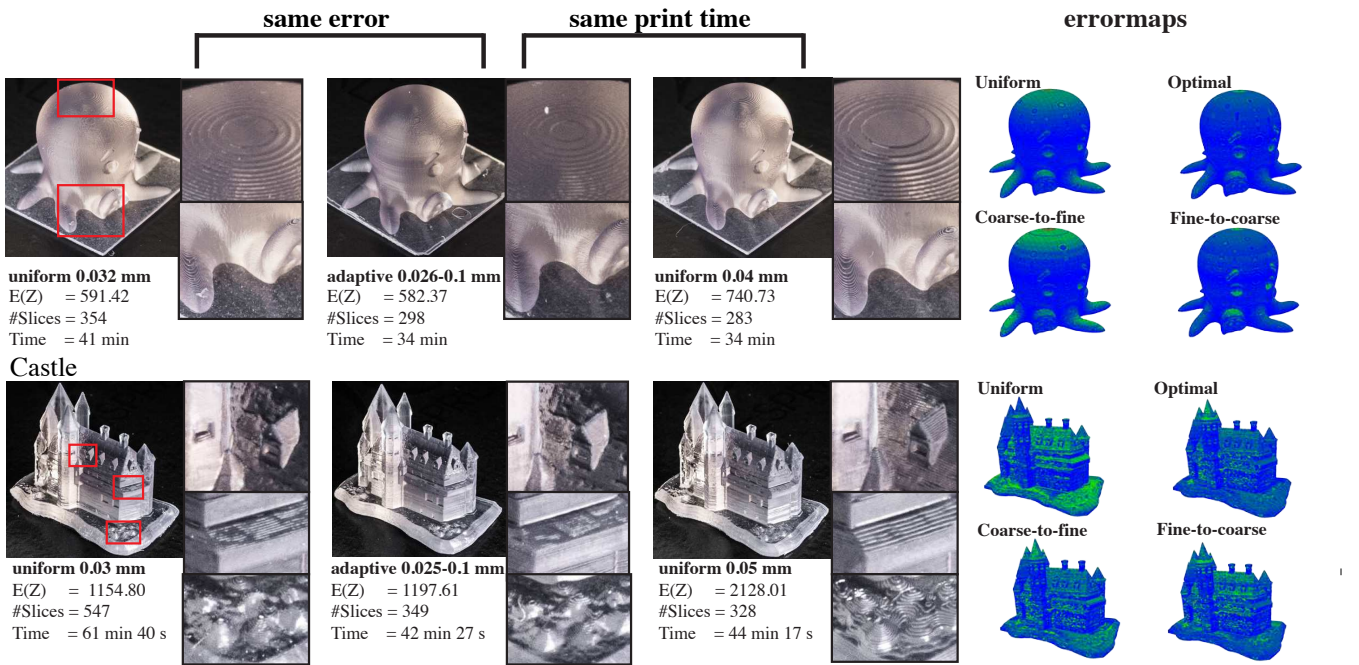 same error
same print time
errormaps
Uniform
Optimal
Coarse-to-fine
Fine-to-coarse
uniform 0.032 mm
E(Z) = 591.42
#Slices = 354
Time = 41 min
adaptive 0.026-0.1 mm
E(Z) = 582.37
#Slices = 298
Time = 34 min
uniform 0.04 mm
E(Z) = 740.73
#Slices = 283
Time = 34 min
Castle
Uniform
Optimal
Coarse-to-fine
Fine-to-coarse
uniform 0.03 mm
E(Z) = 1154.80
#Slices = 547
Time = 61 min 40 s
adaptive 0.025-0.1 mm
E(Z) = 1197.61
#Slices = 349
Time = 42 min 27 s
uniform 0.05 mm
E(Z) = 2128.01
#Slices = 328
Time = 44 min 17 s